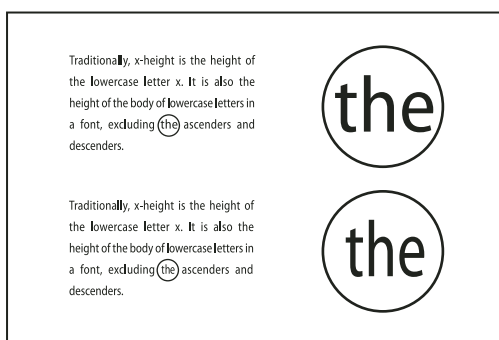 Traditionally, x-height is the height of
the lowercase letter x. It is also the
height of the body of lowercase letters in
a font, excluding the ascenders and
descenders.
the
Traditionally, x-height is the height of
the lowercase letter x. It is also the
height of the body of lowercase letters in
a font, excluding the ascenders and
descenders.
the